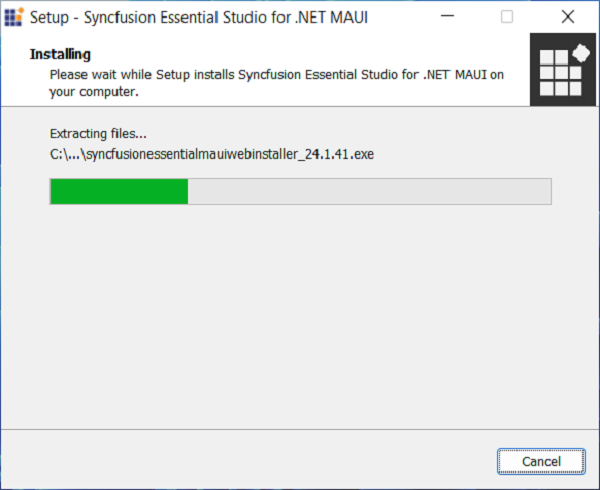 Setup - Syncfusion Essential Studio for .NET MAUI
Installing
Please wait while Setup installs Syncfusion Essential Studio for .NET MAUI on
your computer.
Extracting files...
C:\...\syncfusionessentialmauiwebinstaller_24.1.41.exe
Cancel